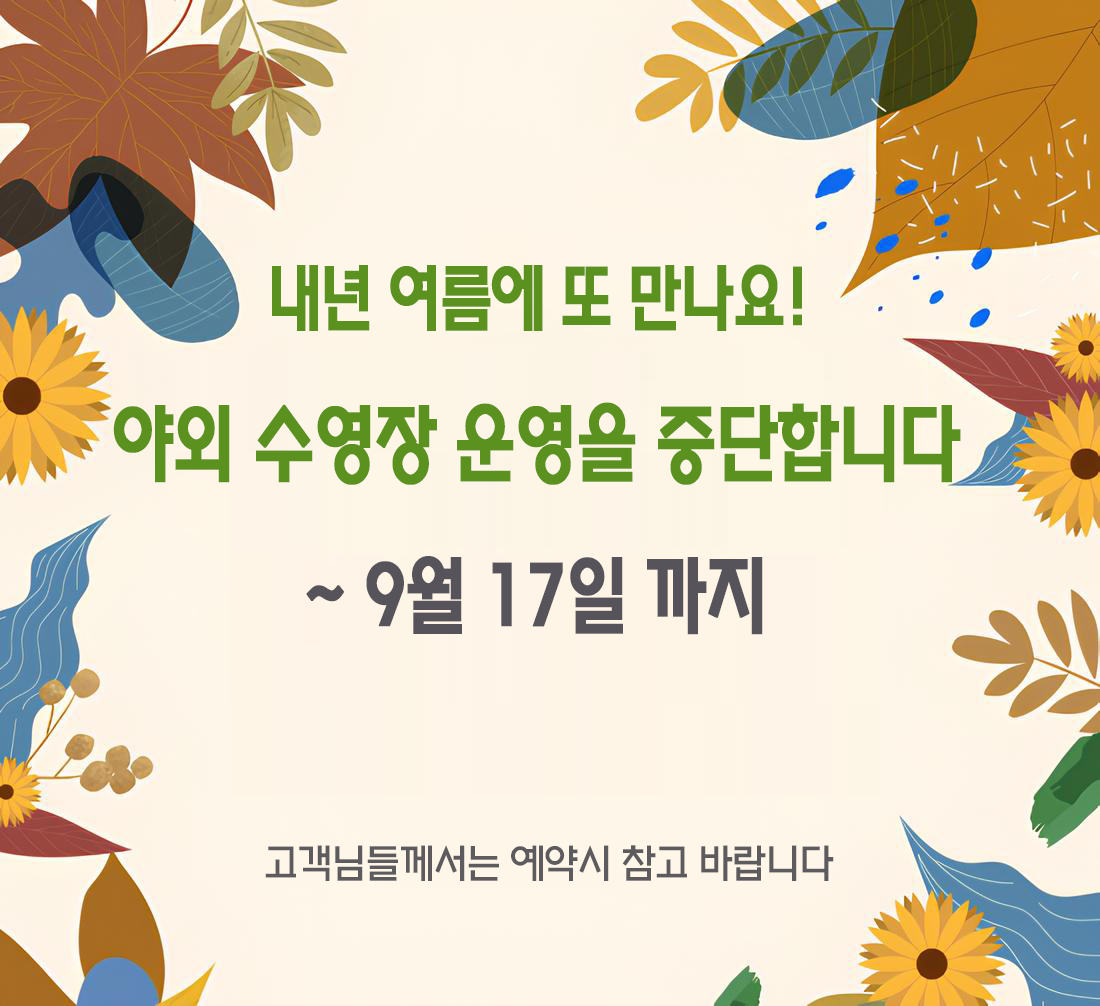 내년 여름에 또 만나요!
야외 수영장 운영을 중단합니다
~ 9월 17일 까지
고객님들께서는 예약시 참고 바랍니다